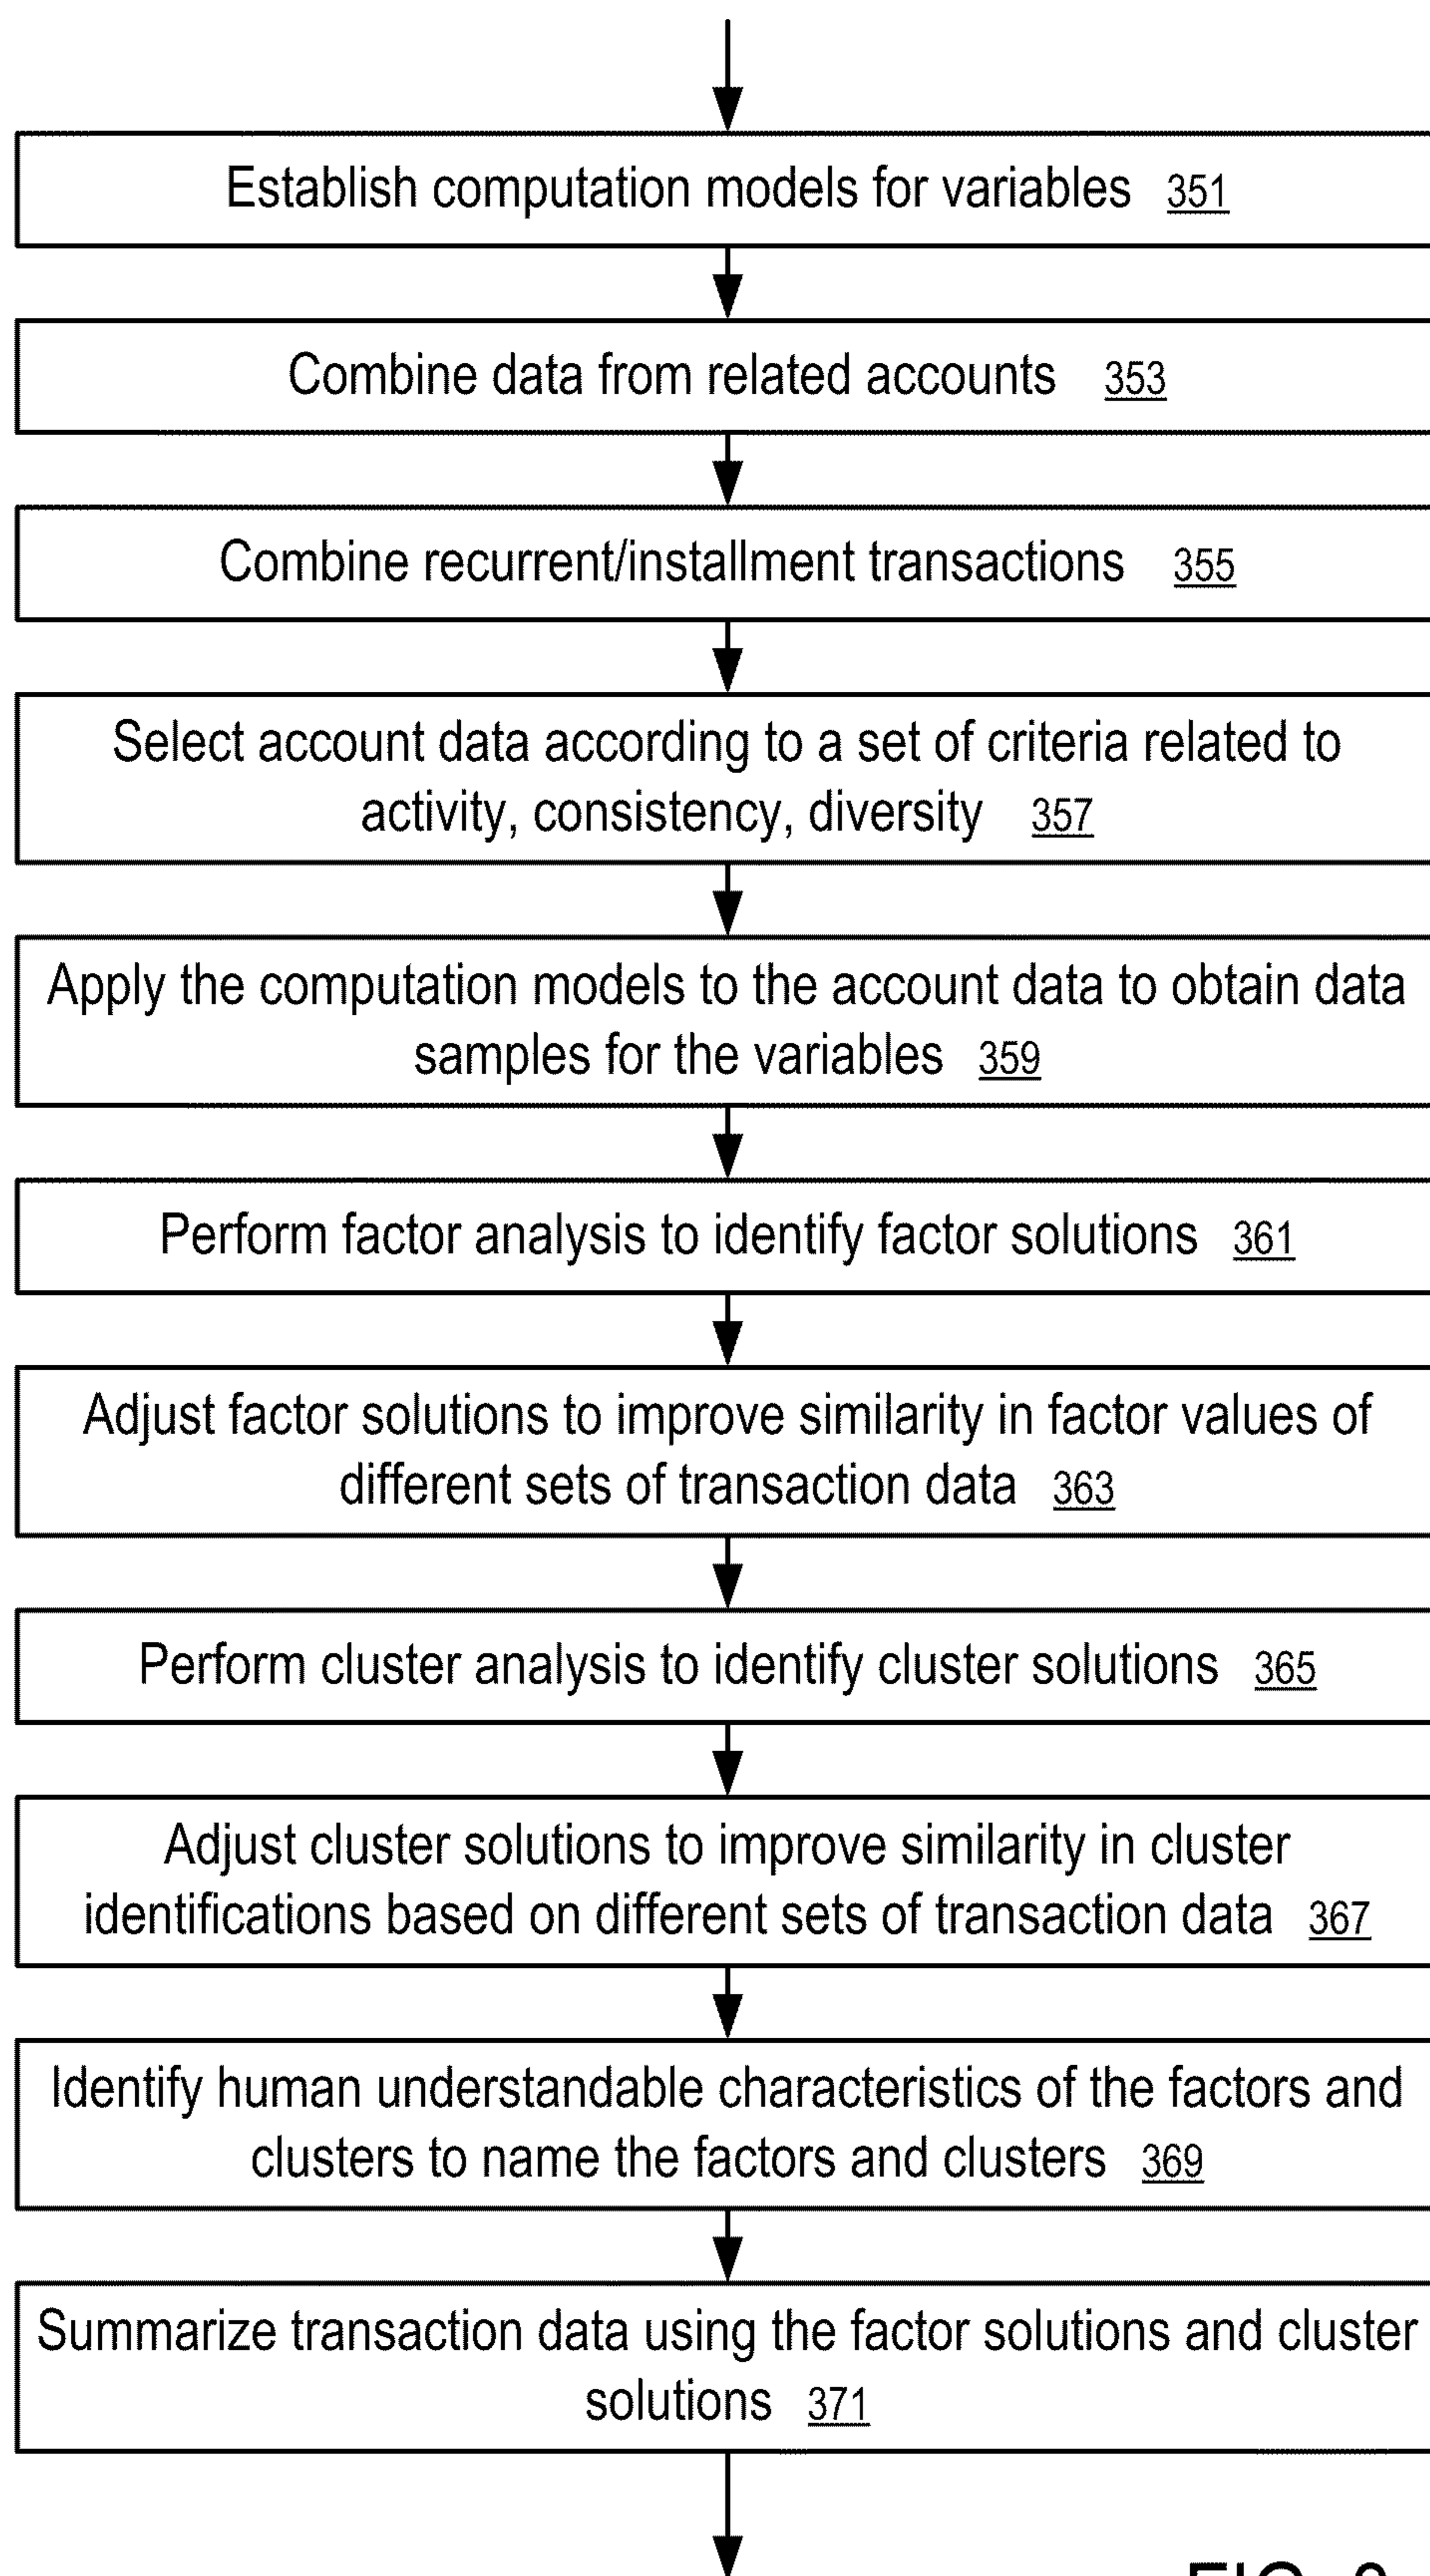 Establish computation models for variables 351
Combine data from related accounts 353
Combine recurrent/installment transactions 355
Select account data according to a set of criteria related to
activity, consistency, diversity 357
Apply the computation models to the account data to obtain data
samples for the variables 359
Perform factor analysis to identify factor solutions 361
Adjust factor solutions to improve similarity in factor values of
different sets of transaction data 363
Perform cluster analysis to identify cluster solutions 365
Adjust cluster solutions to improve similarity in cluster
identifications based on different sets of transaction data 367
Identify human understandable characteristics of the factors and
clusters to name the factors and clusters 369
Summarize transaction data using the factor solutions and cluster
solutions 371
FIG.